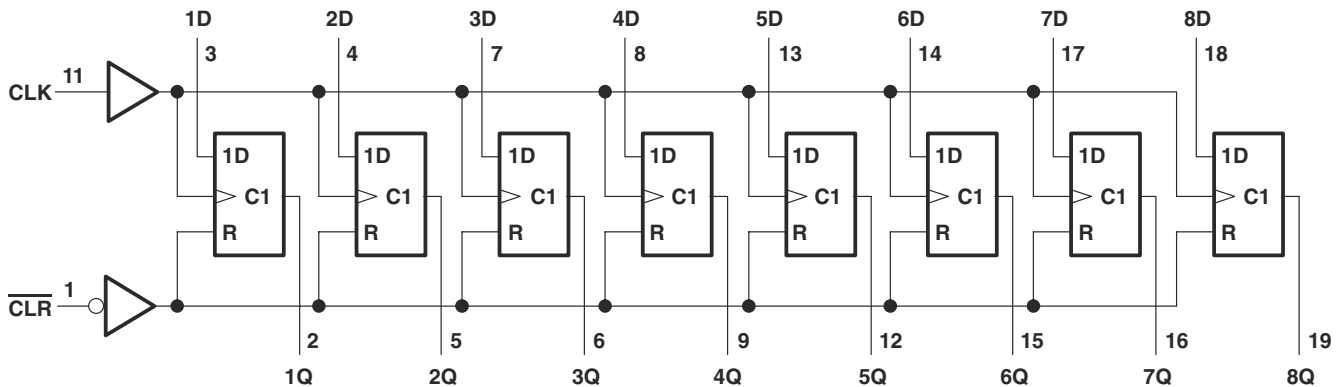 1D 2D 3D 4D 5D 6D 7D 8D
3 4 7 8 13 14 17 18
CLK 11
1D 1D 1D 1D 1D 1D 1D 1D
C1 C1 C1 C1 C1 C1 C1 C1
R R R R R R R R
CLR 1
2 5 6 9 12 15 16 19
1Q 2Q 3Q 4Q 5Q 6Q 7Q 8Q